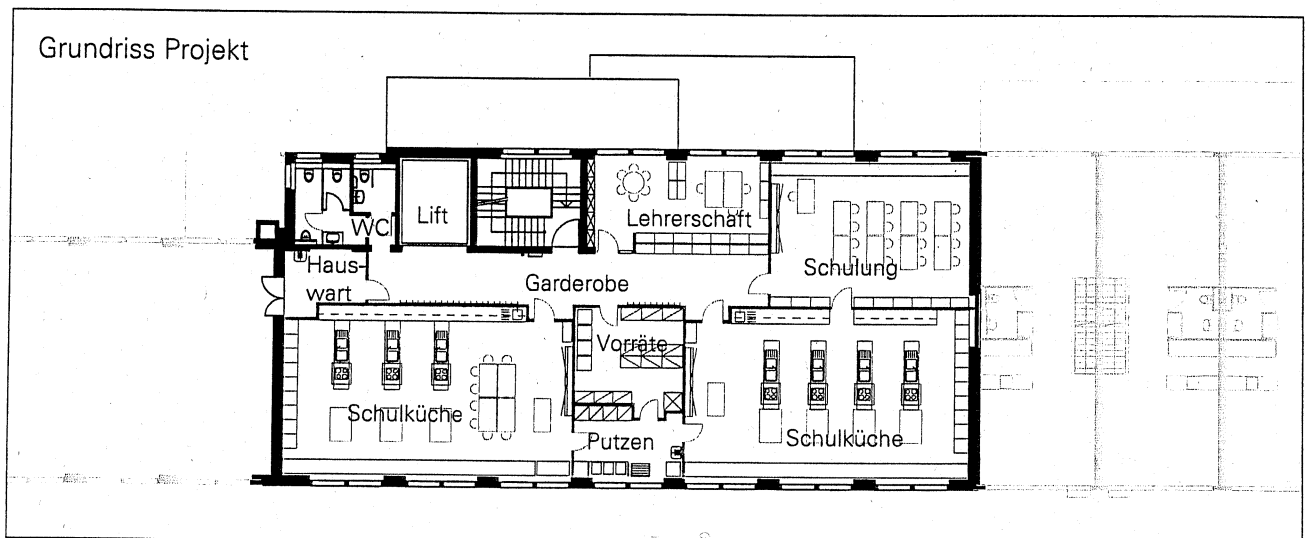 Grundriss Projekt
Lift
WC
Lehrerschaft
Haus-
wart
Garderobe
Schulung
Vorräte
Schulküche
Putzen
Schulküche